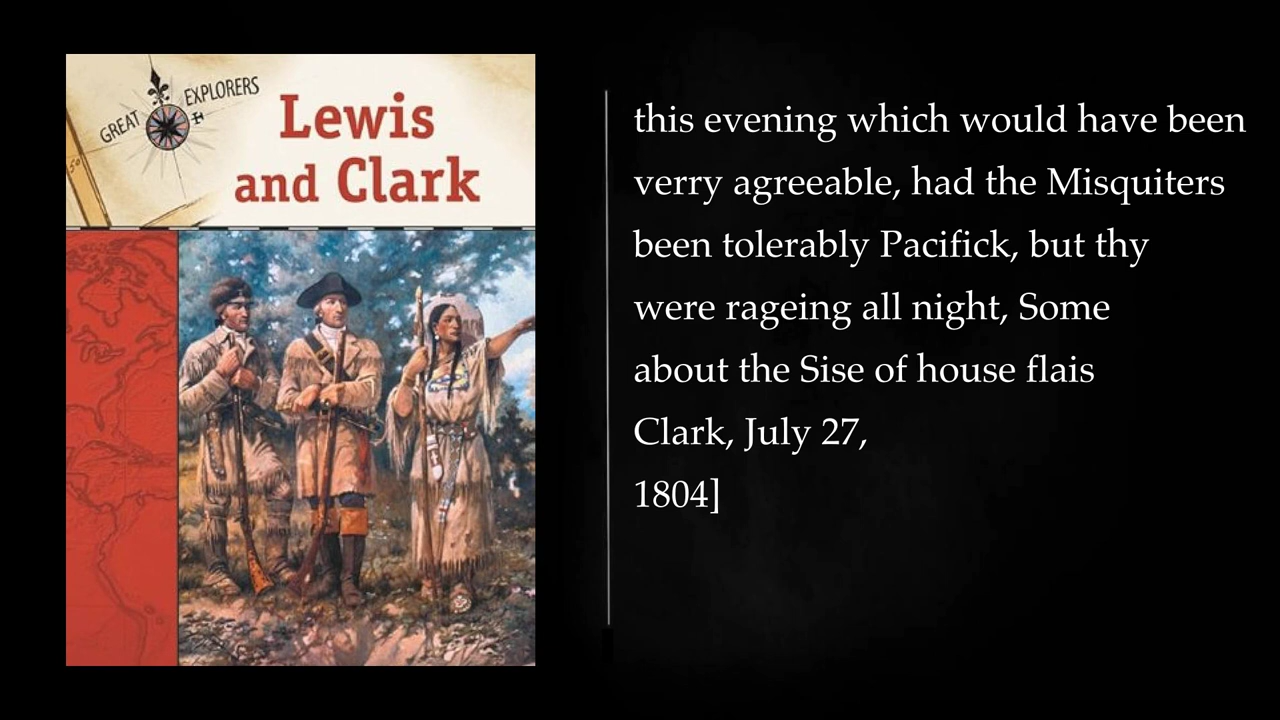 GREAT EXPLORERS
Lewis
and Clark
50
this evening which would have been
verry agreeable, had the Misquiters
been tolerably Pacifick, but thy
were rageing all night, Some
about the Sise of house flais
Clark, July 27,
1804]